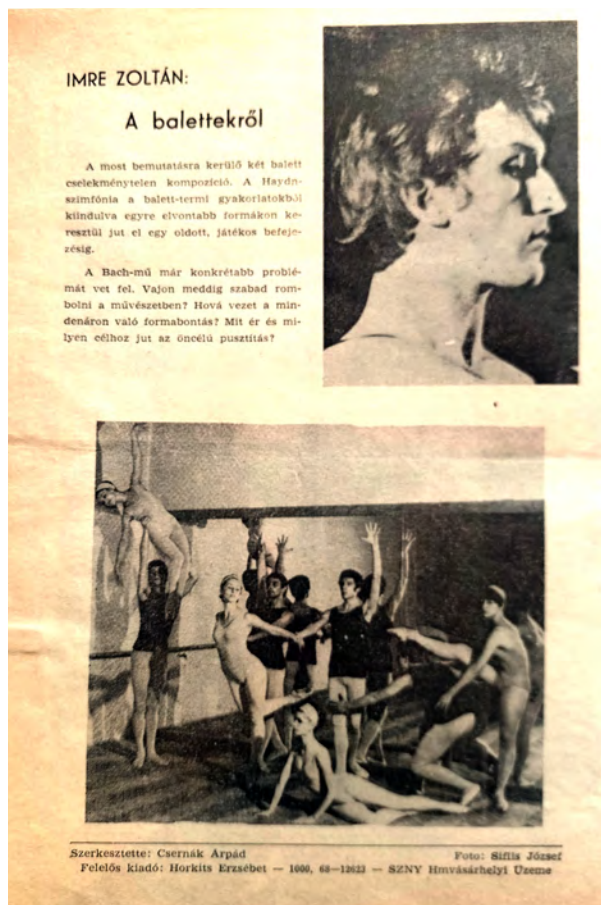 IMRE ZOLTÁN:
A balettekről
A most bemutatásra kerülő két balett
cselekménytelen kompozíció. A Haydn-
szimfónia a balett-termi gyakorlatokból
kiindulva egyre elvontabb formákon ke-
resztül jut el egy oldott, játékos befeje-
zésig.
A Bach-mű már konkrétabb problé-
mát vet fel. Vajon meddig szabad rom-
bolni a művészetben? Hová vezet a min-
denáron való formabontás? Mit ér és mi-
lyen célhoz jut az öncélú pusztítás?
Szerkesztette: Csernák Árpád
Foto: Siflis József
Felelős kiadó: Horkits Erzsébet — 1000, 68—12633 — SZNY Hmvásárhelyi Üzeme